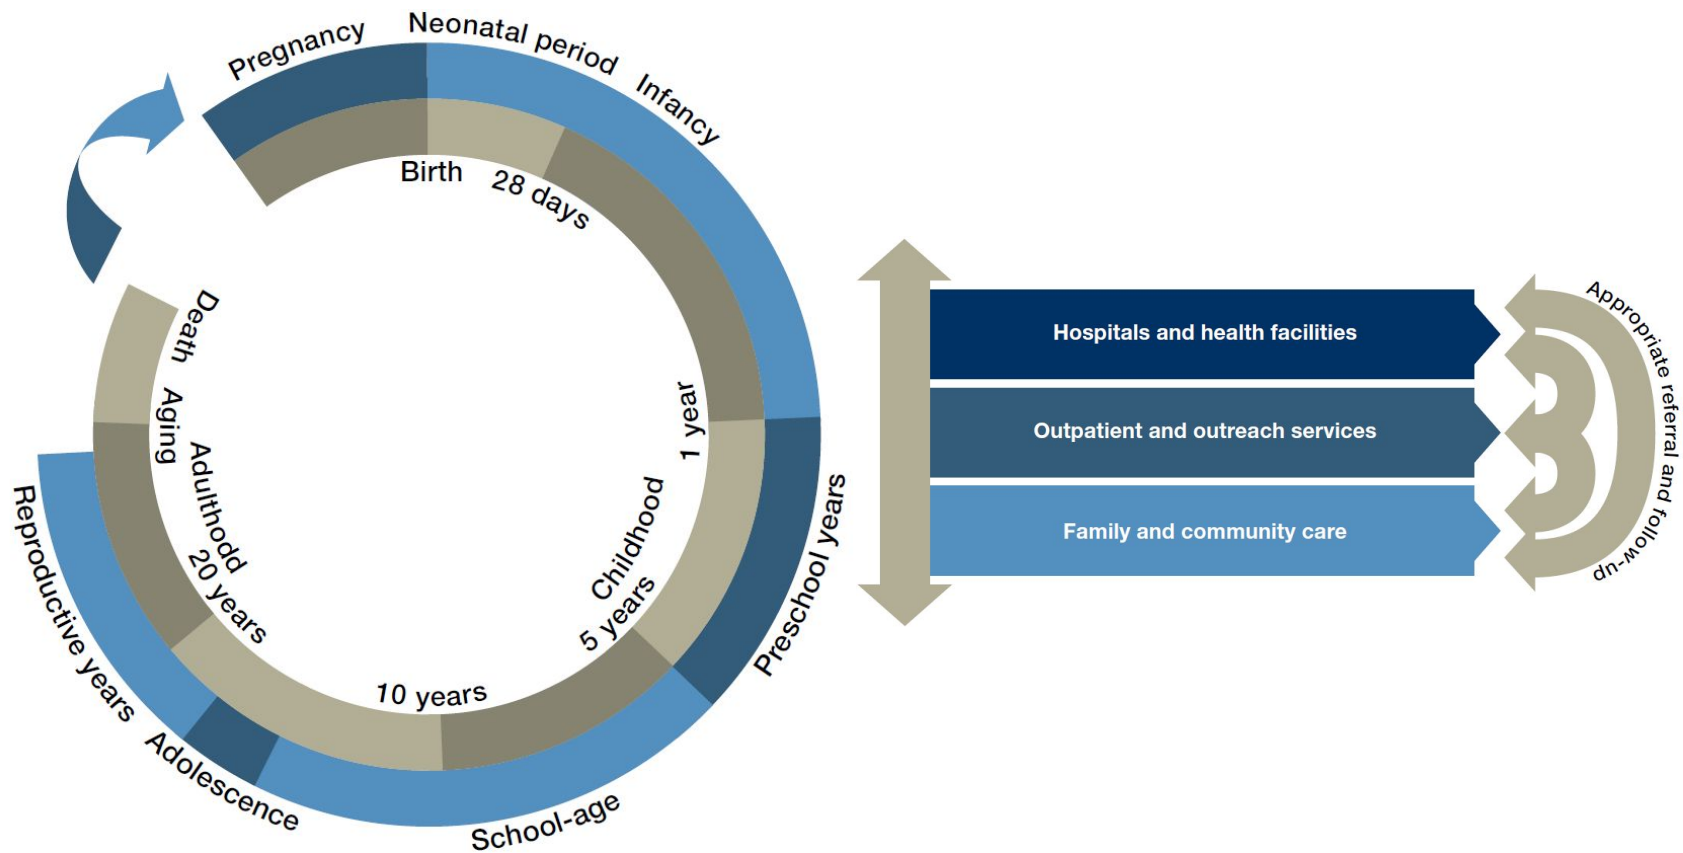 Pregnancy
Neonatal period
Infancy
Birth
28 days
1 year
Preschool years
Childhood
5 years
School-age
10 years
Adolescence
20 years
Reproductive years
Adulthodd
Aging
Death
Hospitals and health facilities
Outpatient and outreach services
Family and community care
Appropriate referral and follow-up